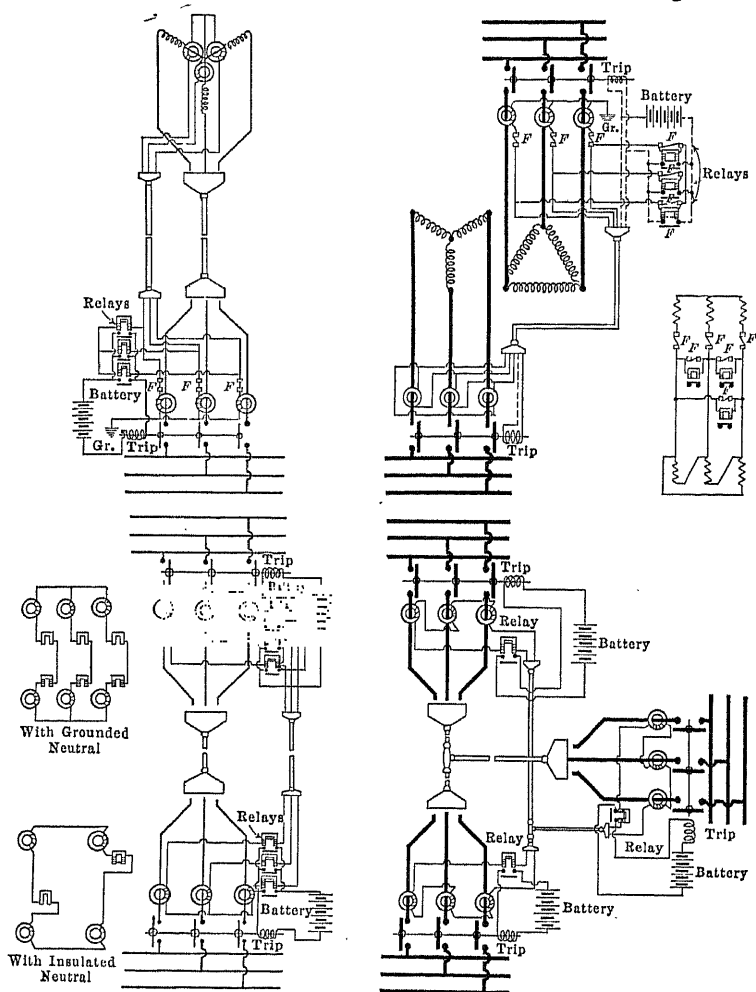 Relays
F
F
F
Battery
Gr.
Trip
Trip
Battery
Gr.
F
F
F
F
F
F
F
Relays
Trip
F
F
F
F
F
F
Trip
With Grounded
Neutral
Relays
Battery
Trip
With Insulated
Neutral
Trip
Relay
Battery
Relay
Trip
Battery
Relay
Battery
Trip